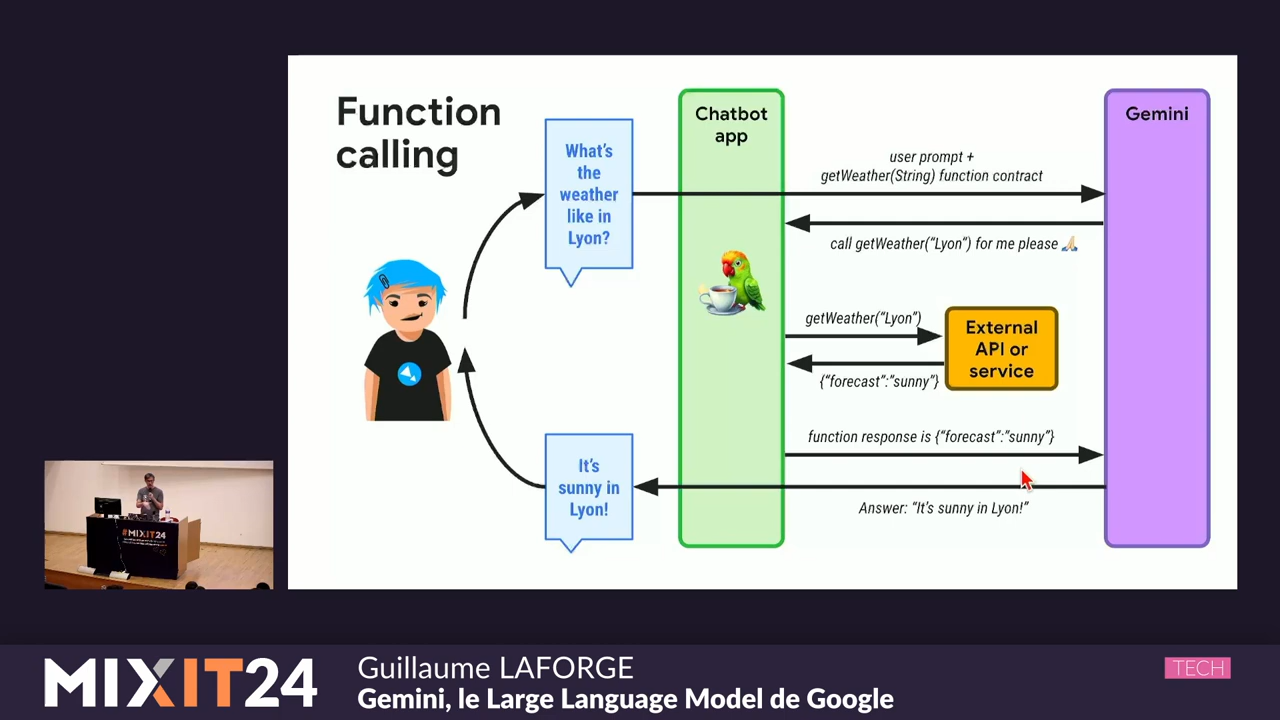 Function
calling
What's
the
weather
like in
Lyon?
Chatbot
app
Gemini
user prompt +
getWeather(String) function contract
call getWeather("Lyon") for me please 🙏🏻
getWeather("Lyon")
External
API or
service
{"forecast":"sunny"}
function response is {"forecast":"sunny"}
It's
sunny in
Lyon!
Answer: "It's sunny in Lyon!"
#MIXIT24
MIXIT24
Guillaume LAFORGE
Gemini, le Large Language Model de Google
TECH